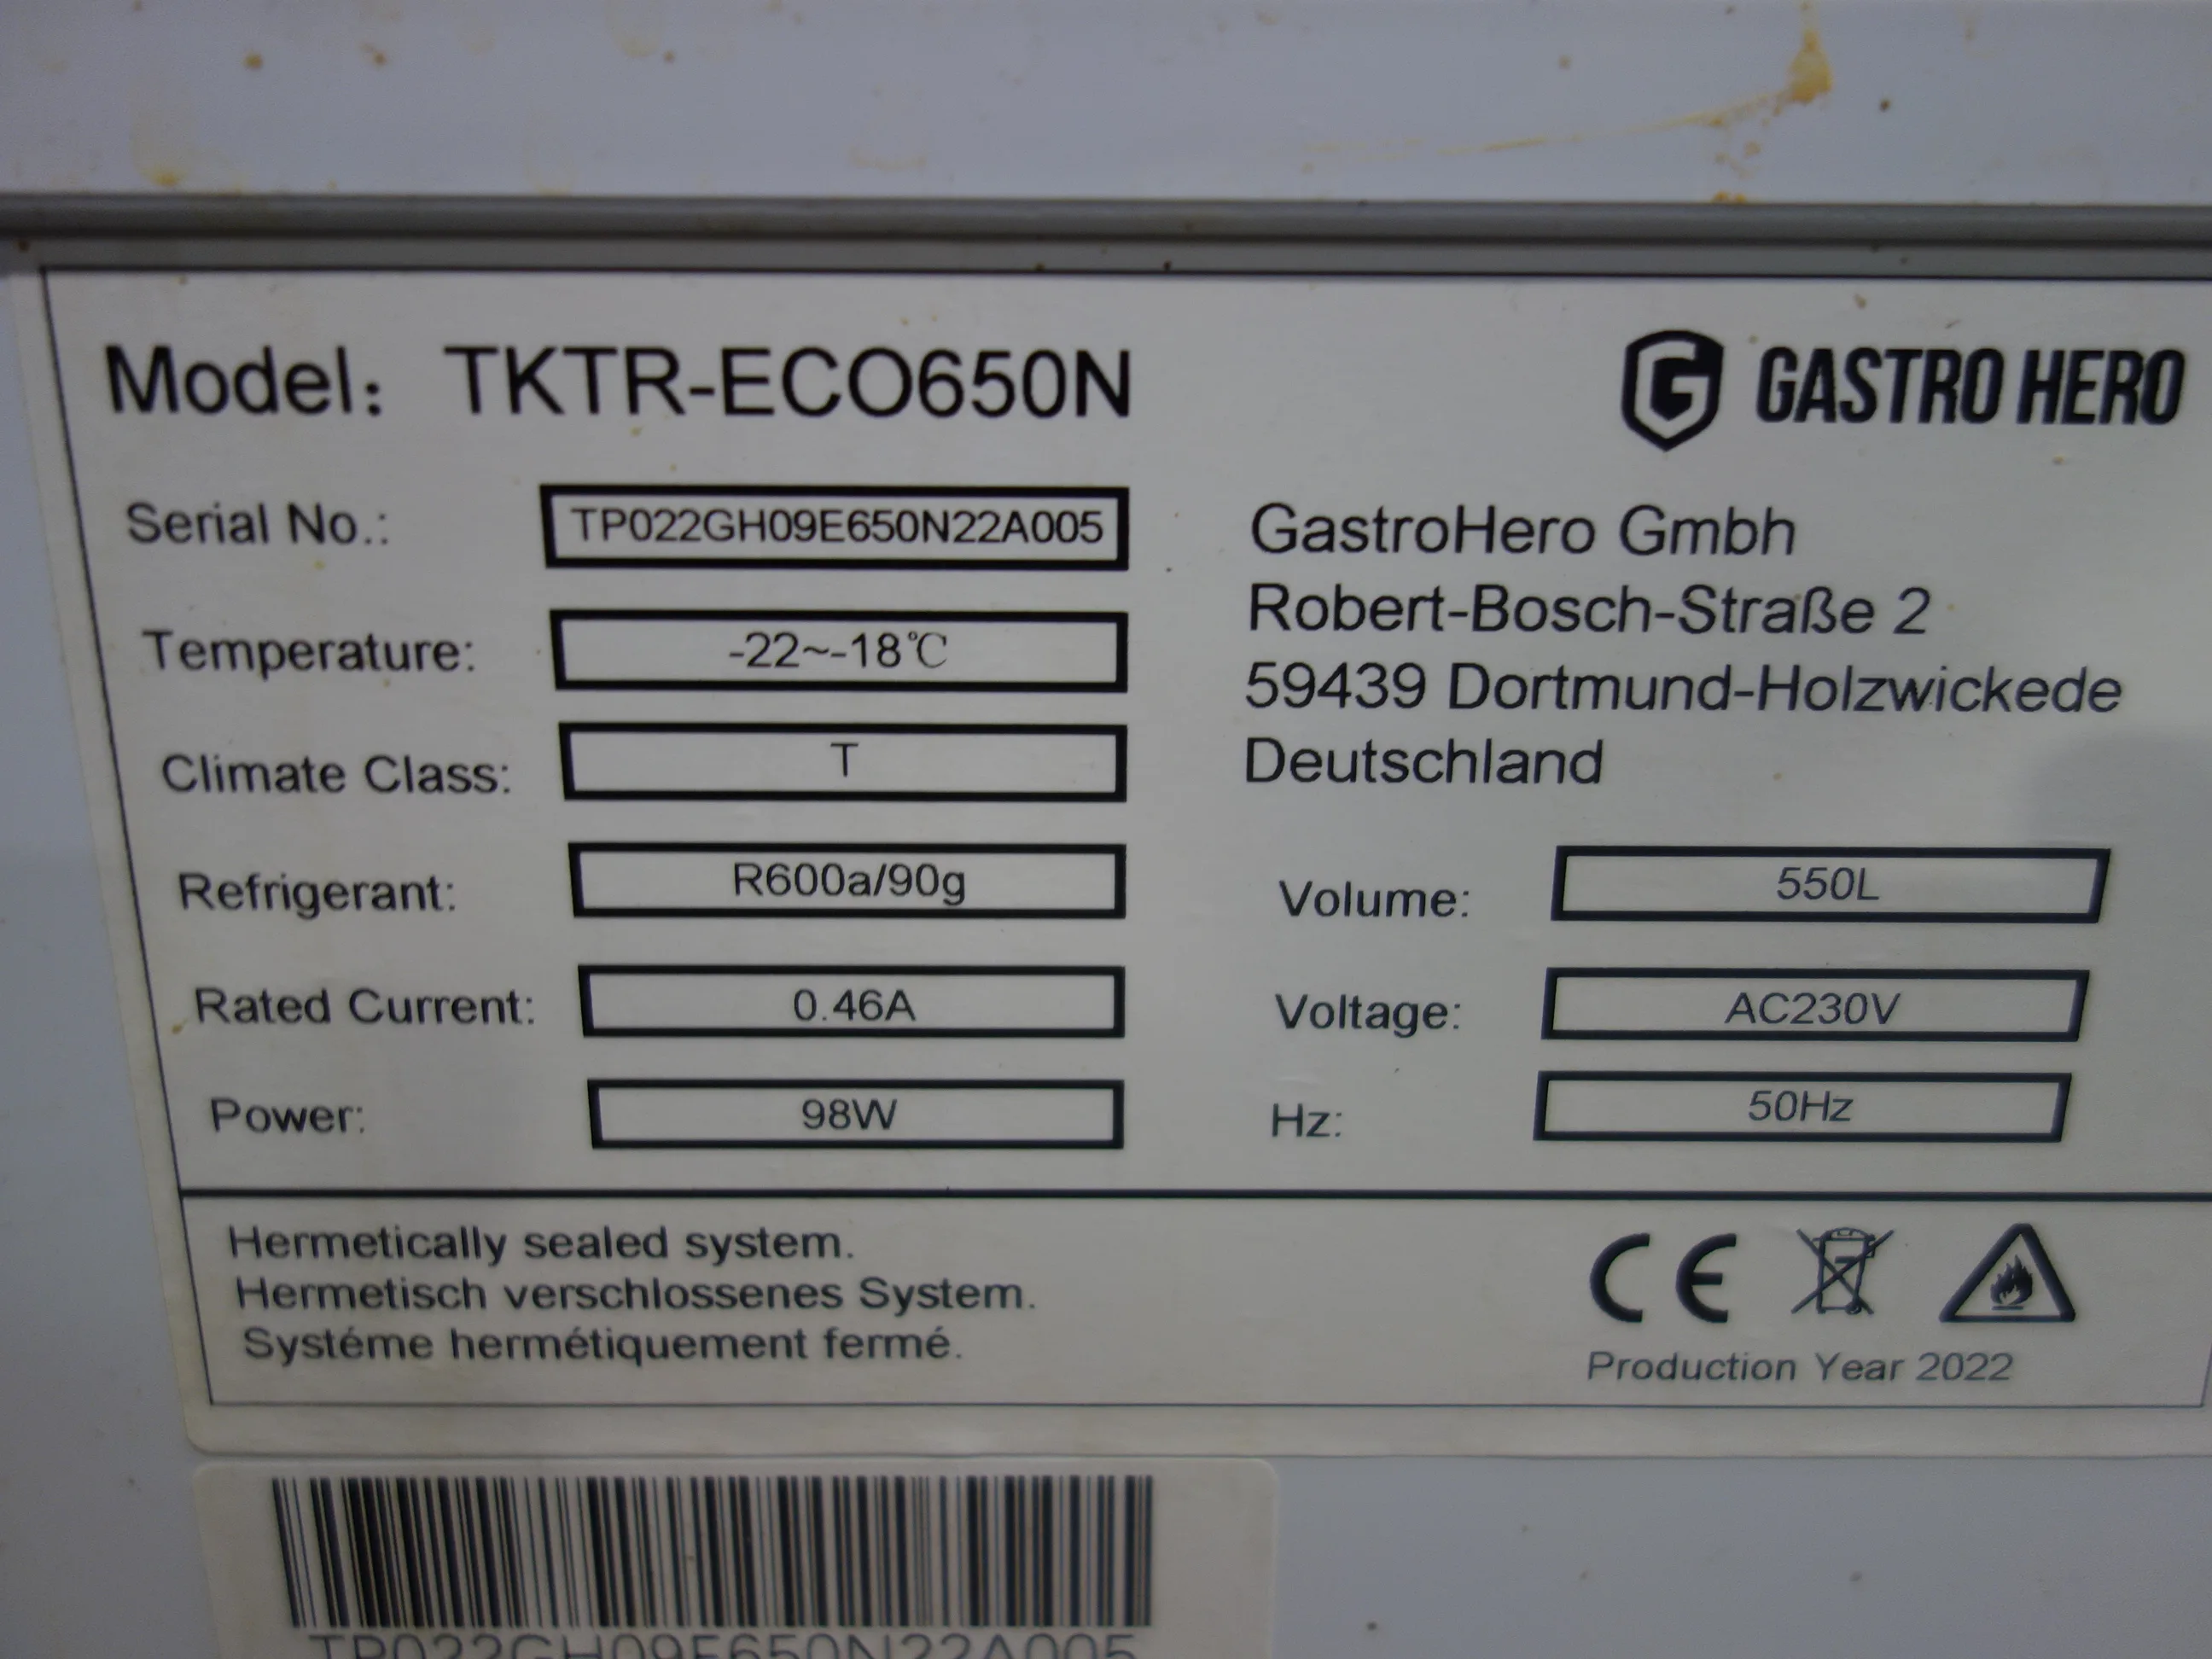 Model: TKTR-ECO650N
GASTRO HERO
Serial No.: TP022GH09E650N22A005
Temperature: -22~-18℃
Climate Class: T
Refrigerant: R600a/90g
Rated Current: 0.46A
Power: 98W
GastroHero Gmbh
Robert-Bosch-Straße 2
59439 Dortmund-Holzwickede
Deutschland
Volume: 550L
Voltage: AC230V
Hz: 50Hz
Hermetically sealed system.
Hermetisch verschlossenes System.
Systéme hermétiquement fermé.
CE
Production Year 2022
TP022GH09E650N22A005